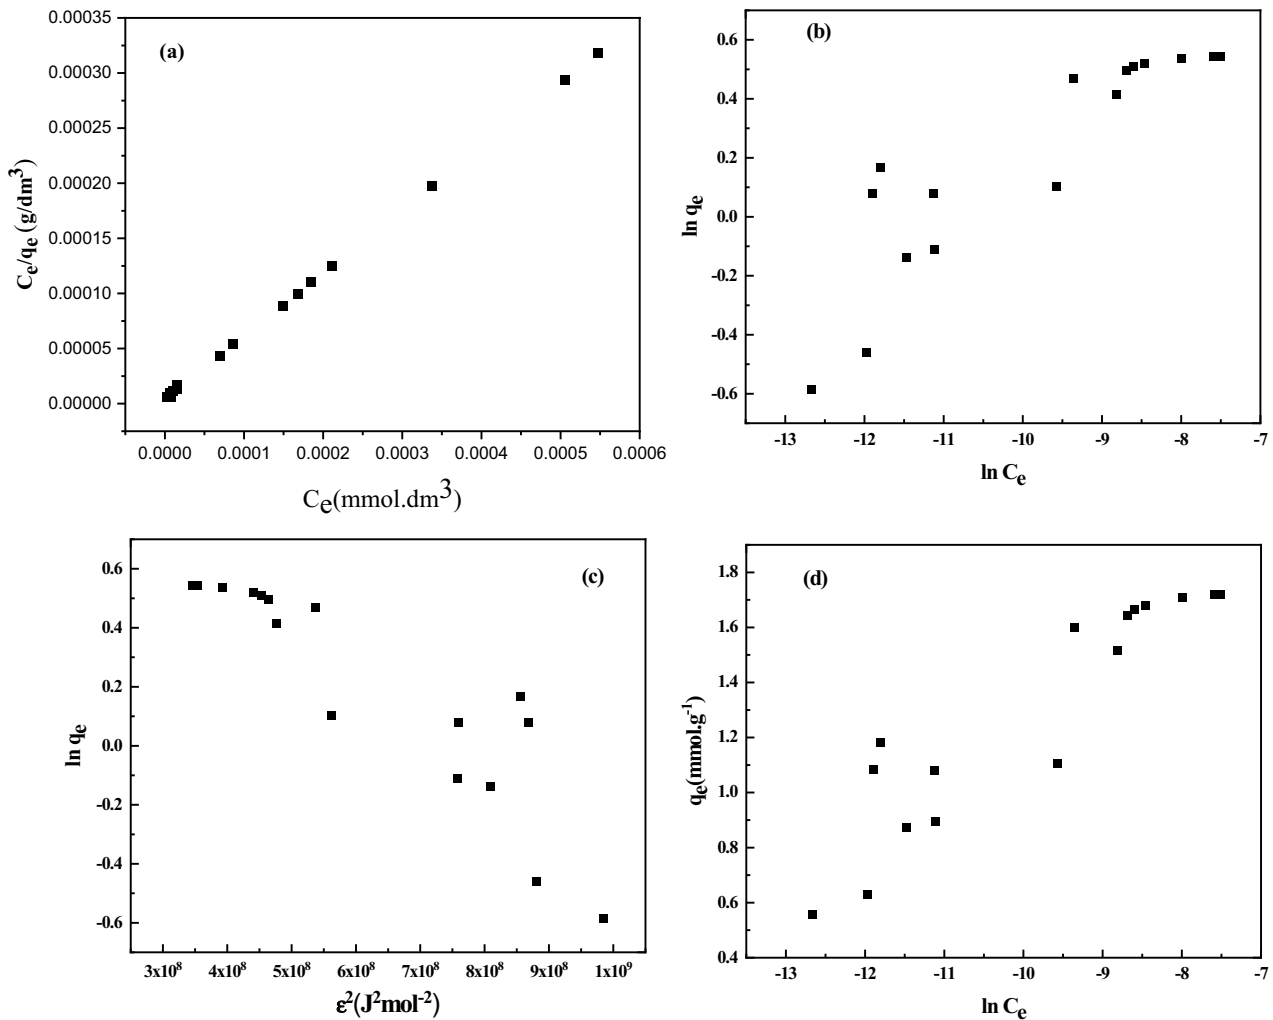 (a)
0.00035
0.00030
0.00025
0.00020
0.00015
0.00010
0.00005
0.00000
Ce/qe (g/dm³)
0.0000 0.0001 0.0002 0.0003 0.0004 0.0005 0.0006
Ce(mmol.dm³)
(b)
0.6
0.4
0.2
0.0
-0.2
-0.4
-0.6
ln qe
-13 -12 -11 -10 -9 -8 -7
ln Ce
(c)
0.6
0.4
0.2
0.0
-0.2
-0.4
-0.6
ln qe
3x10⁸ 4x10⁸ 5x10⁸ 6x10⁸ 7x10⁸ 8x10⁸ 9x10⁸ 1x10⁹
ε²(J²mol⁻²)
(d)
1.8
1.6
1.4
1.2
1.0
0.8
0.6
0.4
qe(mmol.g⁻¹)
-13 -12 -11 -10 -9 -8 -7
ln Ce